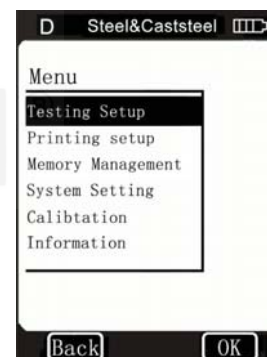 D Steel&Caststeel
Menu
Testing Setup
Printing setup
Memory Management
System Setting
Calibtation
Information
Back OK